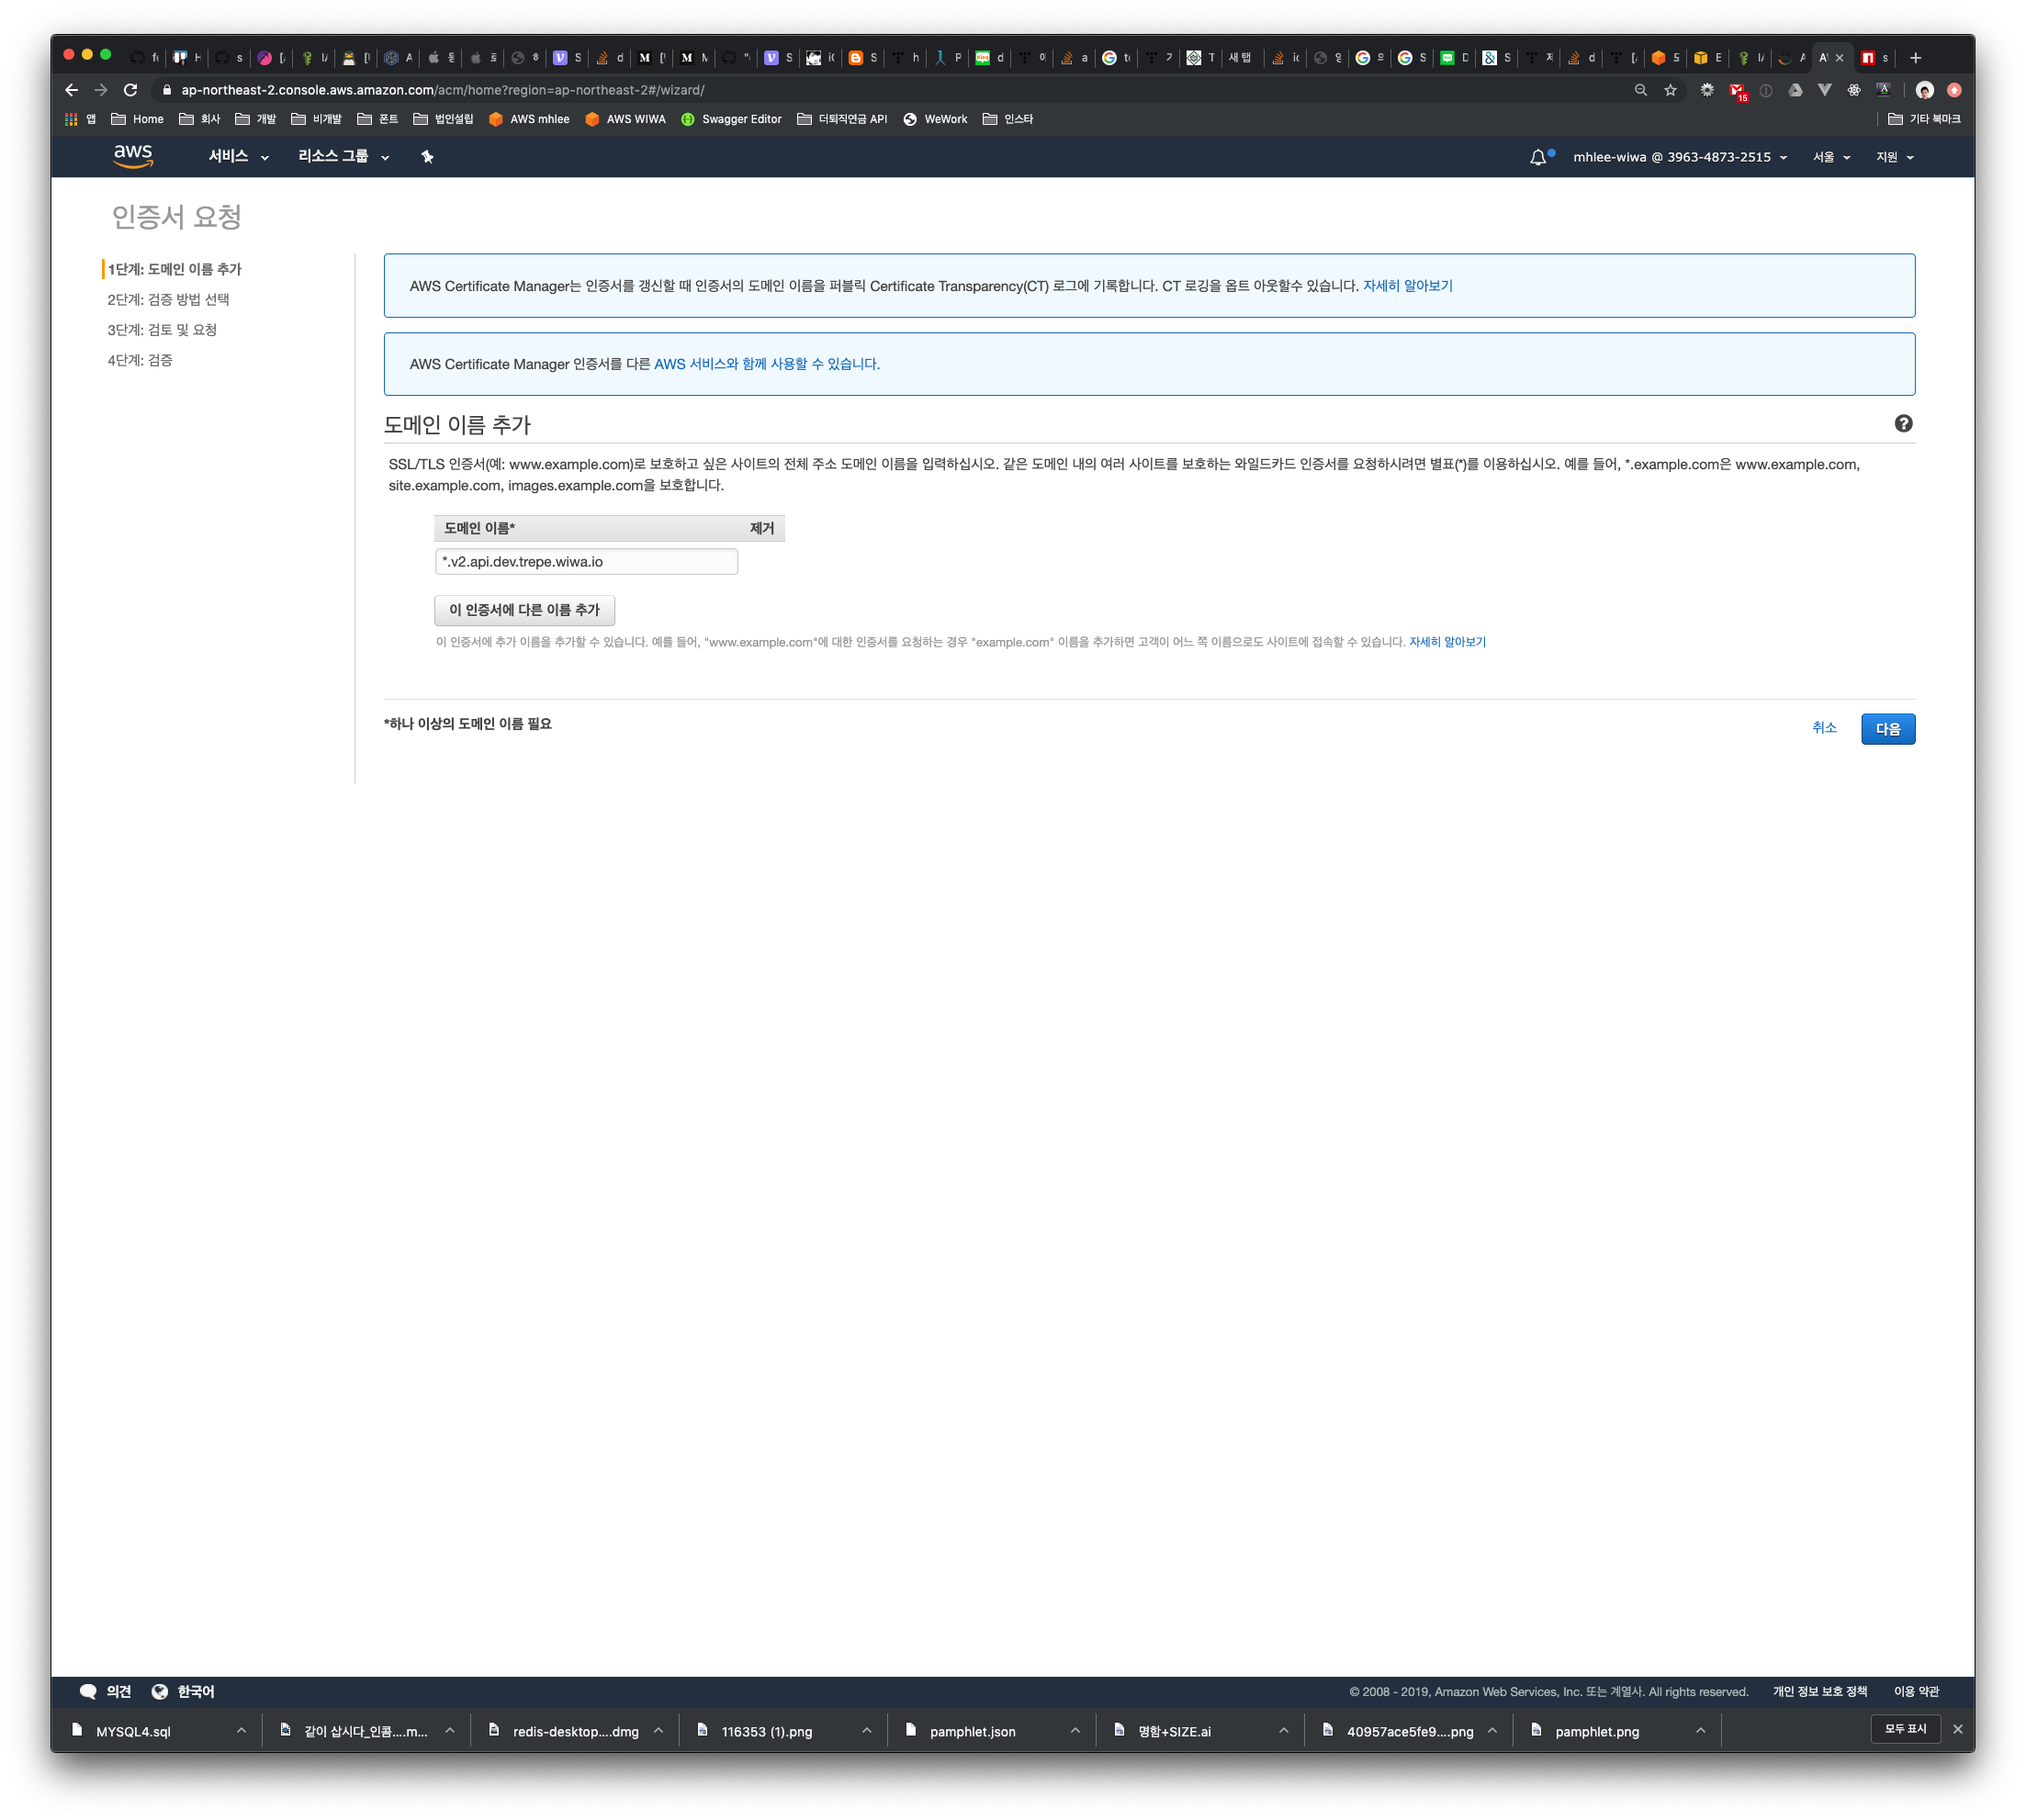 ap-northeast-2.console.aws.amazon.com/acm/home?region=ap-northeast-2#/wizard/
15
앱 Home 회사 개발 비개발 폰트 법인설립 AWS mhlee AWS WIWA Swagger Editor 더퇴직연금 API WeWork 인스타 기타 북마크
aws 서비스 리소스 그룹 mhlee-wiwa @ 3963-4873-2515 서울 지원
인증서 요청
1단계: 도메인 이름 추가
2단계: 검증 방법 선택
3단계: 검토 및 요청
4단계: 검증
AWS Certificate Manager는 인증서를 갱신할 때 인증서의 도메인 이름을 퍼블릭 Certificate Transparency(CT) 로그에 기록합니다. CT 로깅을 옵트 아웃할수 있습니다. 자세히 알아보기
AWS Certificate Manager 인증서를 다른 AWS 서비스와 함께 사용할 수 있습니다.
도메인 이름 추가
SSL/TLS 인증서(예: www.example.com)로 보호하고 싶은 사이트의 전체 주소 도메인 이름을 입력하십시오. 같은 도메인 내의 여러 사이트를 보호하는 와일드카드 인증서를 요청하시려면 별표(*)를 이용하십시오. 예를 들어, *.example.com은 www.example.com,
site.example.com, images.example.com을 보호합니다.
도메인 이름* 제거
*.v2.api.dev.trepe.wiwa.io
이 인증서에 다른 이름 추가
이 인증서에 추가 이름을 추가할 수 있습니다. 예를 들어, "www.example.com"에 대한 인증서를 요청하는 경우 "example.com" 이름을 추가하면 고객이 어느 쪽 이름으로도 사이트에 접속할 수 있습니다. 자세히 알아보기
*하나 이상의 도메인 이름 필요
취소 다음
의견 한국어 © 2008 - 2019, Amazon Web Services, Inc. 또는 계열사. All rights reserved. 개인 정보 보호 정책 이용 약관
MYSQL4.sql 같이 삽시다_인콤....m... redis-desktop....dmg 116353 (1).png pamphlet.json 명함+SIZE.ai 40957ace5fe9....png pamphlet.png 모두 표시